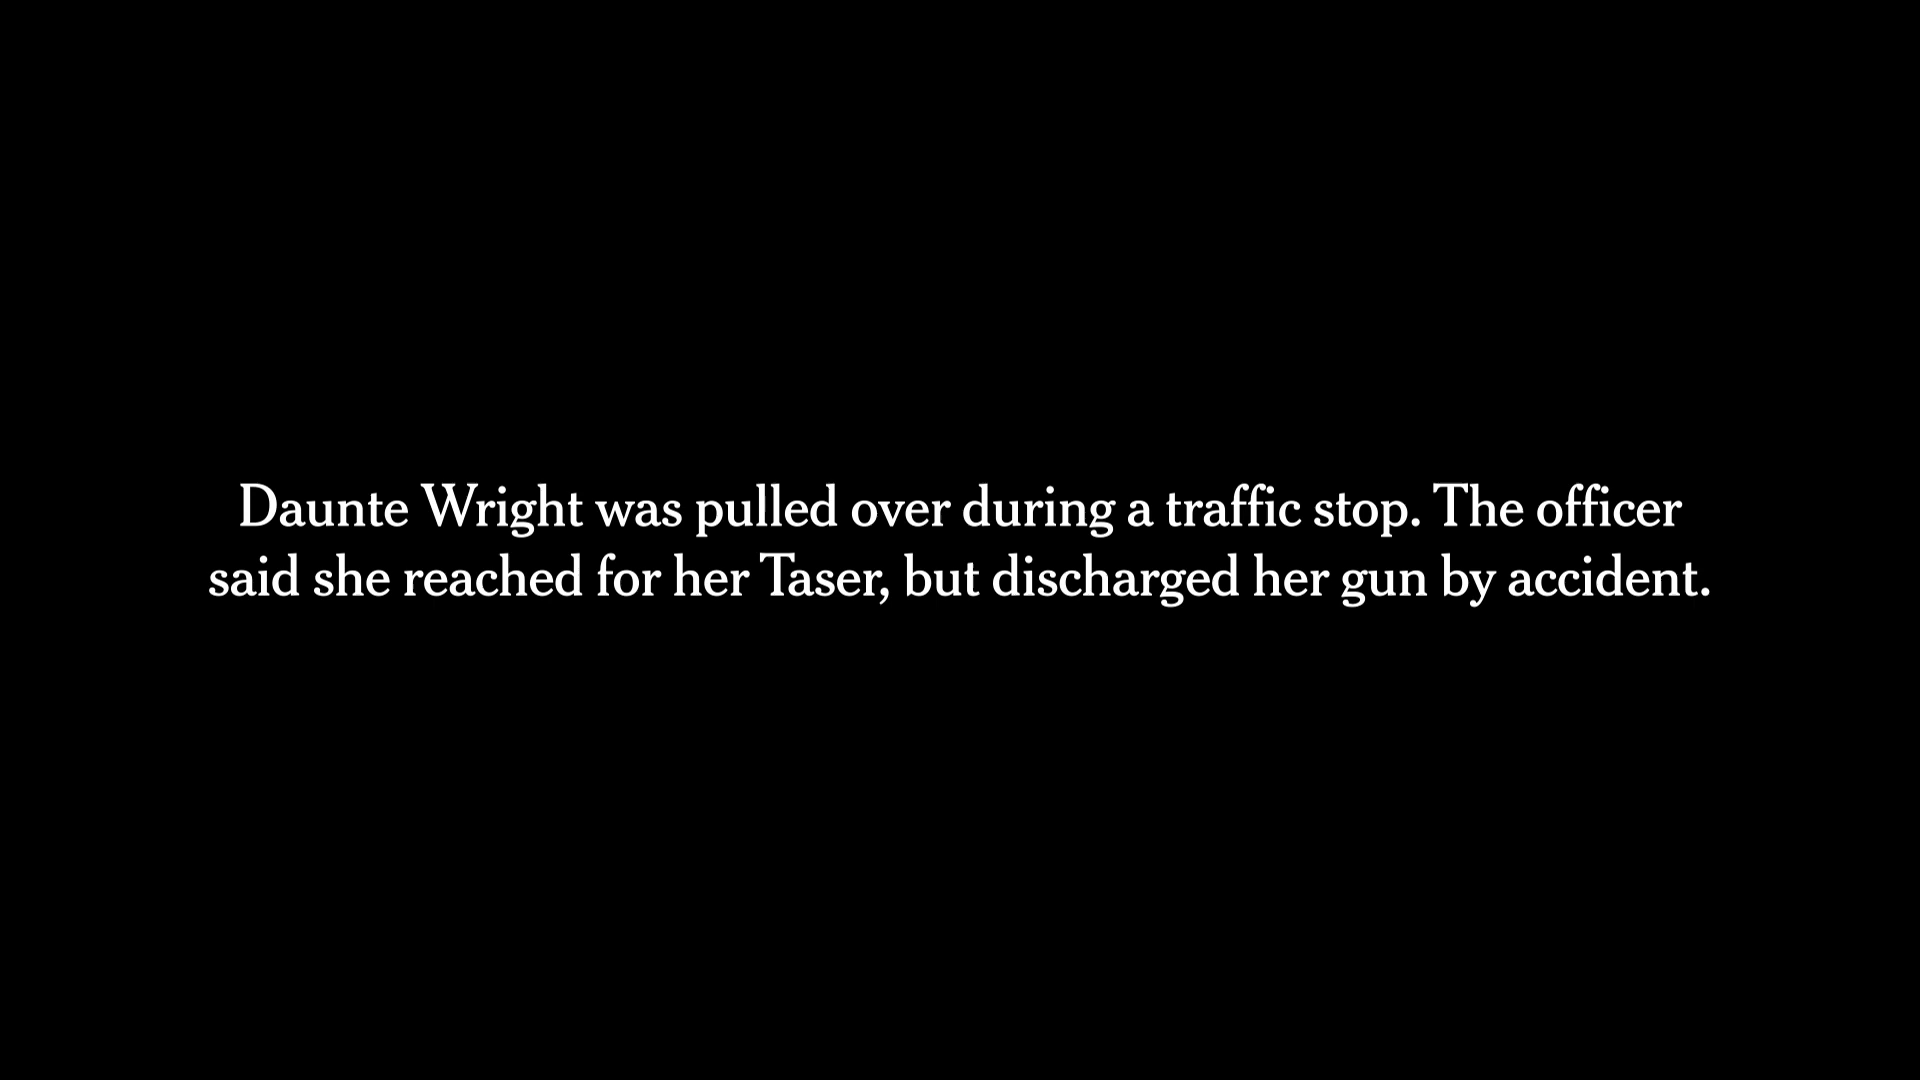 Daunte Wright was pulled over during a traffic stop. The officer
said she reached for her Taser, but discharged her gun by accident.